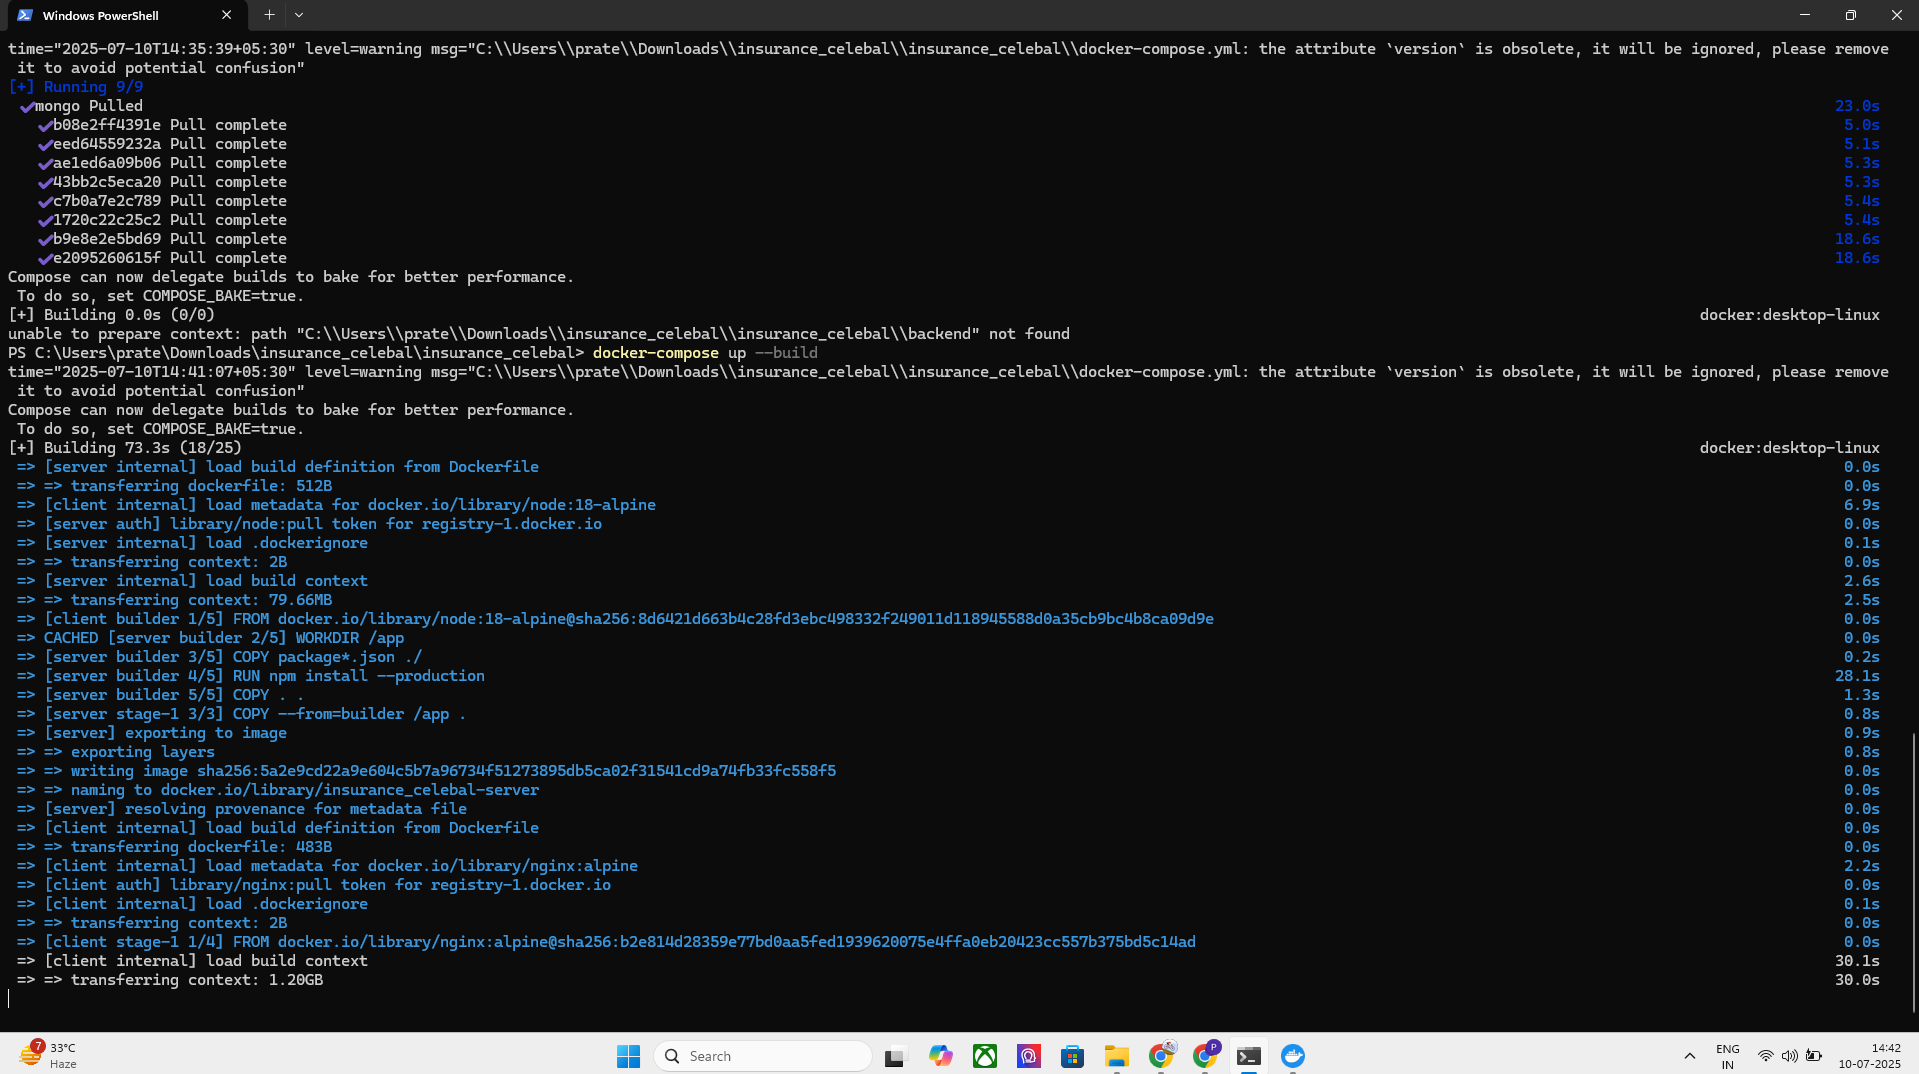 Windows PowerShell
time="2025-07-10T14:35:39+05:30" level=warning msg="C:\\Users\\prate\\Downloads\\insurance_celebal\\insurance_celebal\\docker-compose.yml: the attribute `version` is obsolete, it will be ignored, please remove
it to avoid potential confusion"
[+] Running 9/9
mongo Pulled 23.0s
b08e2ff4391e Pull complete 5.0s
eed64559232a Pull complete 5.1s
ae1ed6a09b06 Pull complete 5.3s
43bb2c5eca20 Pull complete 5.3s
c7b0a7e2c789 Pull complete 5.4s
1720c22c25c2 Pull complete 5.4s
b9e8e2e5bd69 Pull complete 18.6s
e2095260615f Pull complete 18.6s
Compose can now delegate builds to bake for better performance.
To do so, set COMPOSE_BAKE=true.
[+] Building 0.0s (0/0) docker:desktop-linux
unable to prepare context: path "C:\\Users\\prate\\Downloads\\insurance_celebal\\insurance_celebal\\backend" not found
PS C:\Users\prate\Downloads\insurance_celebal\insurance_celebal> docker-compose up --build
time="2025-07-10T14:41:07+05:30" level=warning msg="C:\\Users\\prate\\Downloads\\insurance_celebal\\insurance_celebal\\docker-compose.yml: the attribute `version` is obsolete, it will be ignored, please remove
it to avoid potential confusion"
Compose can now delegate builds to bake for better performance.
To do so, set COMPOSE_BAKE=true.
[+] Building 73.3s (18/25) docker:desktop-linux
=> [server internal] load build definition from Dockerfile 0.0s
=> => transferring dockerfile: 512B 0.0s
=> [client internal] load metadata for docker.io/library/node:18-alpine 6.9s
=> [server auth] library/node:pull token for registry-1.docker.io 0.0s
=> [server internal] load .dockerignore 0.1s
=> => transferring context: 2B 0.0s
=> [server internal] load build context 2.6s
=> => transferring context: 79.66MB 2.5s
=> [client builder 1/5] FROM docker.io/library/node:18-alpine@sha256:8d6421d663b4c28fd3ebc498332f249011d118945588d0a35cb9bc4b8ca09d9e 0.0s
=> CACHED [server builder 2/5] WORKDIR /app 0.0s
=> [server builder 3/5] COPY package*.json ./ 0.2s
=> [server builder 4/5] RUN npm install --production 28.1s
=> [server builder 5/5] COPY . . 1.3s
=> [server stage-1 3/3] COPY --from=builder /app . 0.8s
=> [server] exporting to image 0.9s
=> => exporting layers 0.8s
=> => writing image sha256:5a2e9cd22a9e604c5b7a96734f51273895db5ca02f31541cd9a74fb33fc558f5 0.0s
=> => naming to docker.io/library/insurance_celebal-server 0.0s
=> [server] resolving provenance for metadata file 0.0s
=> [client internal] load build definition from Dockerfile 0.0s
=> => transferring dockerfile: 483B 0.0s
=> [client internal] load metadata for docker.io/library/nginx:alpine 2.2s
=> [client auth] library/nginx:pull token for registry-1.docker.io 0.0s
=> [client internal] load .dockerignore 0.1s
=> => transferring context: 2B 0.0s
=> [client stage-1 1/4] FROM docker.io/library/nginx:alpine@sha256:b2e814d28359e77bd0aa5fed1939620075e4ffa0eb20423cc557b375bd5c14ad 0.0s
=> [client internal] load build context 30.1s
=> => transferring context: 1.20GB 30.0s
7
33°C
Haze
Search
P
ENG
IN
14:42
10-07-2025